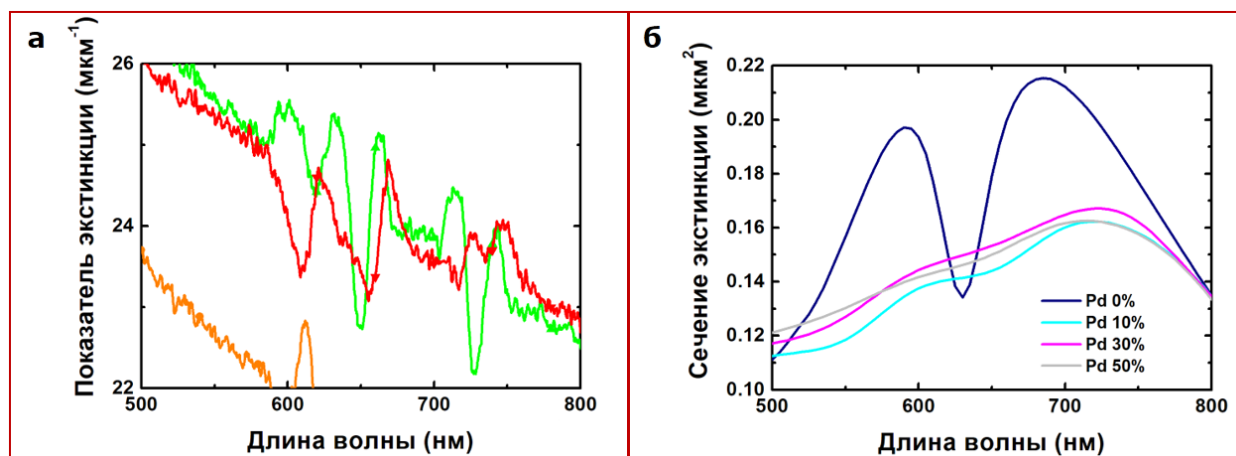 а
Показатель экстинкции (мкм⁻¹)
26
25
24
23
22
500
600
700
800
Длина волны (нм)
б
Сечение экстинкции (мкм²)
0.22
0.20
0.18
0.16
0.14
0.12
0.10
Pd 0%
Pd 10%
Pd 30%
Pd 50%
500
600
700
800
Длина волны (нм)